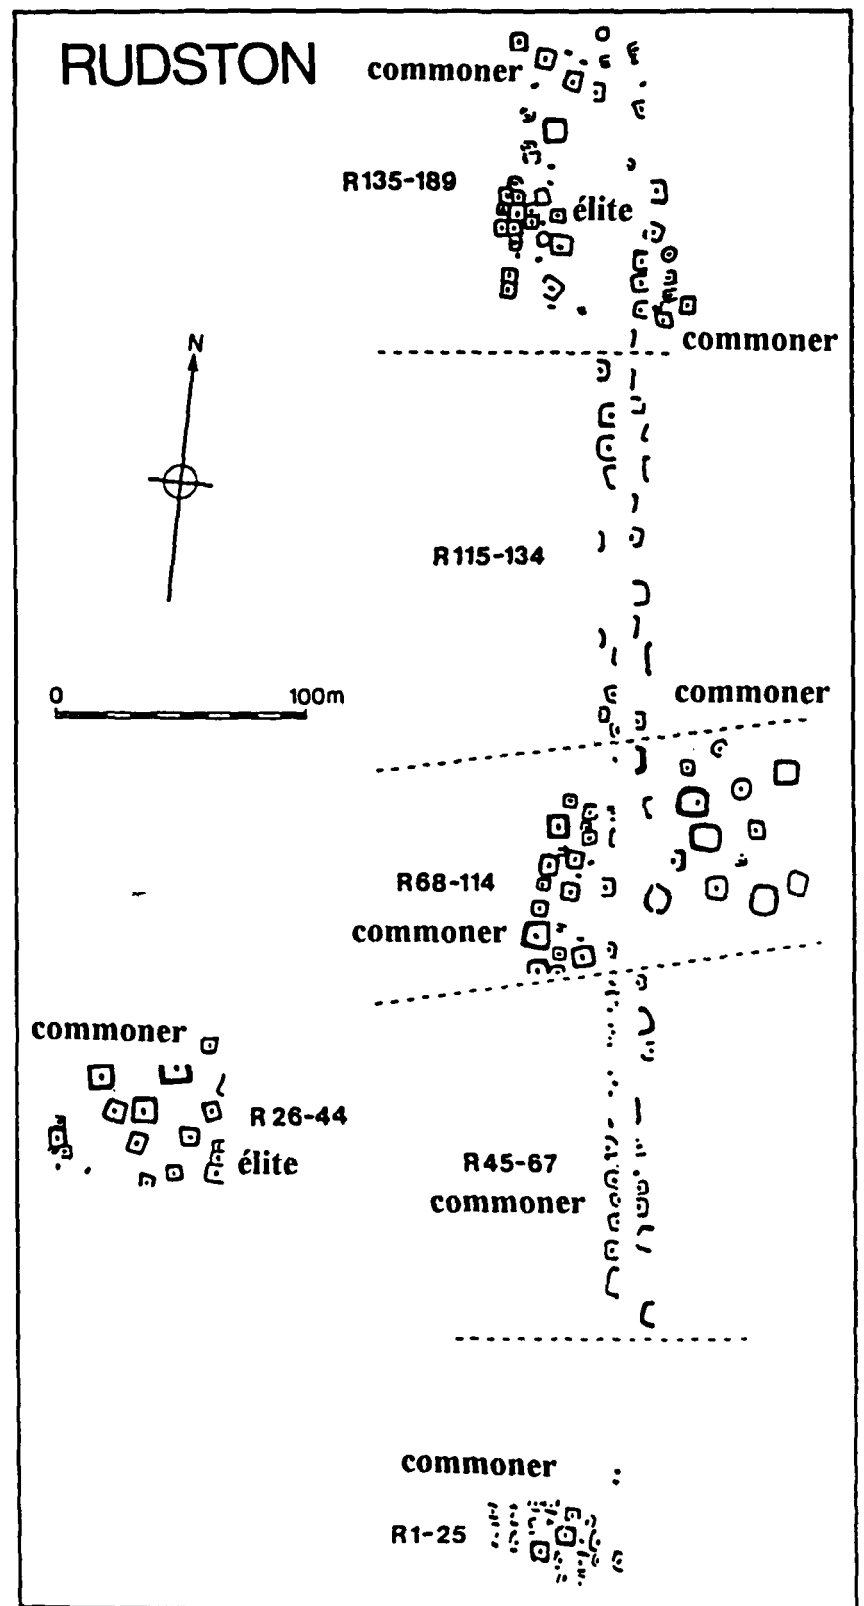 RUDSTON
commoner
R135-189
élite
commoner
N
R115-134
0 100m
commoner
R68-114
commoner
commoner
R 26-44
élite
R45-67
commoner
commoner
R1-25